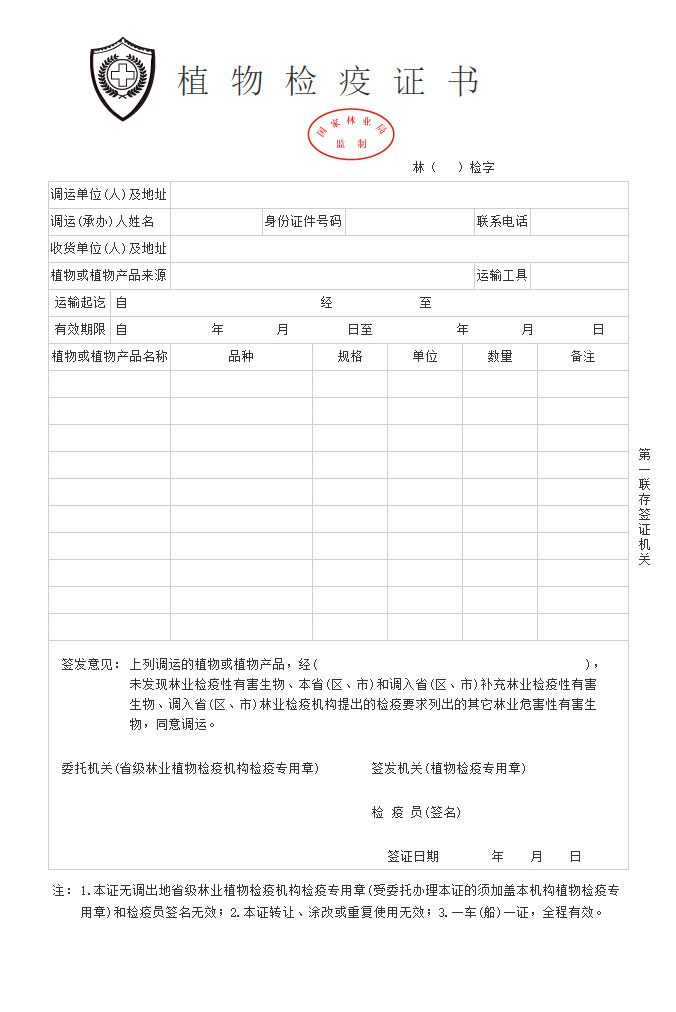 植物检疫证书
国家林业局
监 制
林（ ）检字
调运单位(人)及地址
调运(承办)人姓名 身份证件号码 联系电话
收货单位(人)及地址
植物或植物产品来源 运输工具
运输起讫 自 经 至
有效期限 自 年 月 日至 年 月 日
植物或植物产品名称 品种 规格 单位 数量 备注
第一联存签证机关
签发意见：上列调运的植物或植物产品，经( )，
未发现林业检疫性有害生物、本省(区、市)和调入省(区、市)补充林业检疫性有害
生物、调入省(区、市)林业检疫机构提出的检疫要求列出的其它林业危害性有害生
物，同意调运。
委托机关(省级林业植物检疫机构检疫专用章) 签发机关(植物检疫专用章)
检 疫 员(签名)
签证日期 年 月 日
注：1.本证无调出地省级林业植物检疫机构检疫专用章(受委托办理本证的须加盖本机构植物检疫专
用章)和检疫员签名无效；2.本证转让、涂改或重复使用无效；3.一车(船)一证，全程有效。